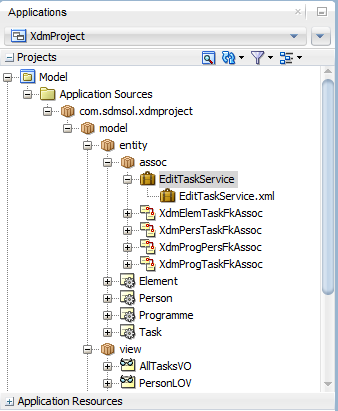 Applications
XdmProject
Projects
Model
Application Sources
com.sdmsol.xdmproject
model
entity
assoc
EditTaskService
EditTaskService.xml
XdmElemTaskFkAssoc
XdmPersTaskFkAssoc
XdmProgPersFkAssoc
XdmProgTaskFkAssoc
Element
Person
Programme
Task
view
AllTasksVO
PersonLOV
Application Resources